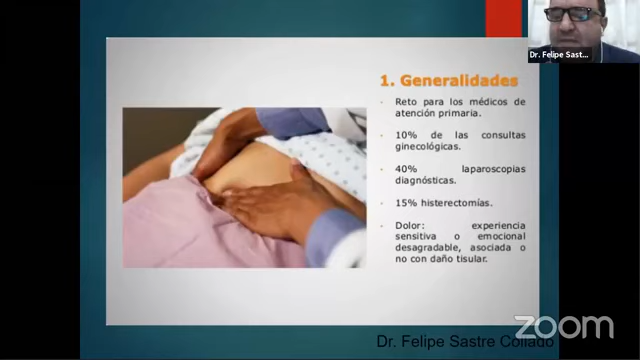 Dr. Felipe Sast...
1. Generalidades
Reto para los médicos de
atención primaria.
10% de las consultas
ginecológicas.
40% laparoscopias
diagnósticas.
15% histerectomías.
Dolor: experiencia
sensitiva o emocional
desagradable, asociada o
no con daño tisular.
zoom
Dr. Felipe Sastre Collado